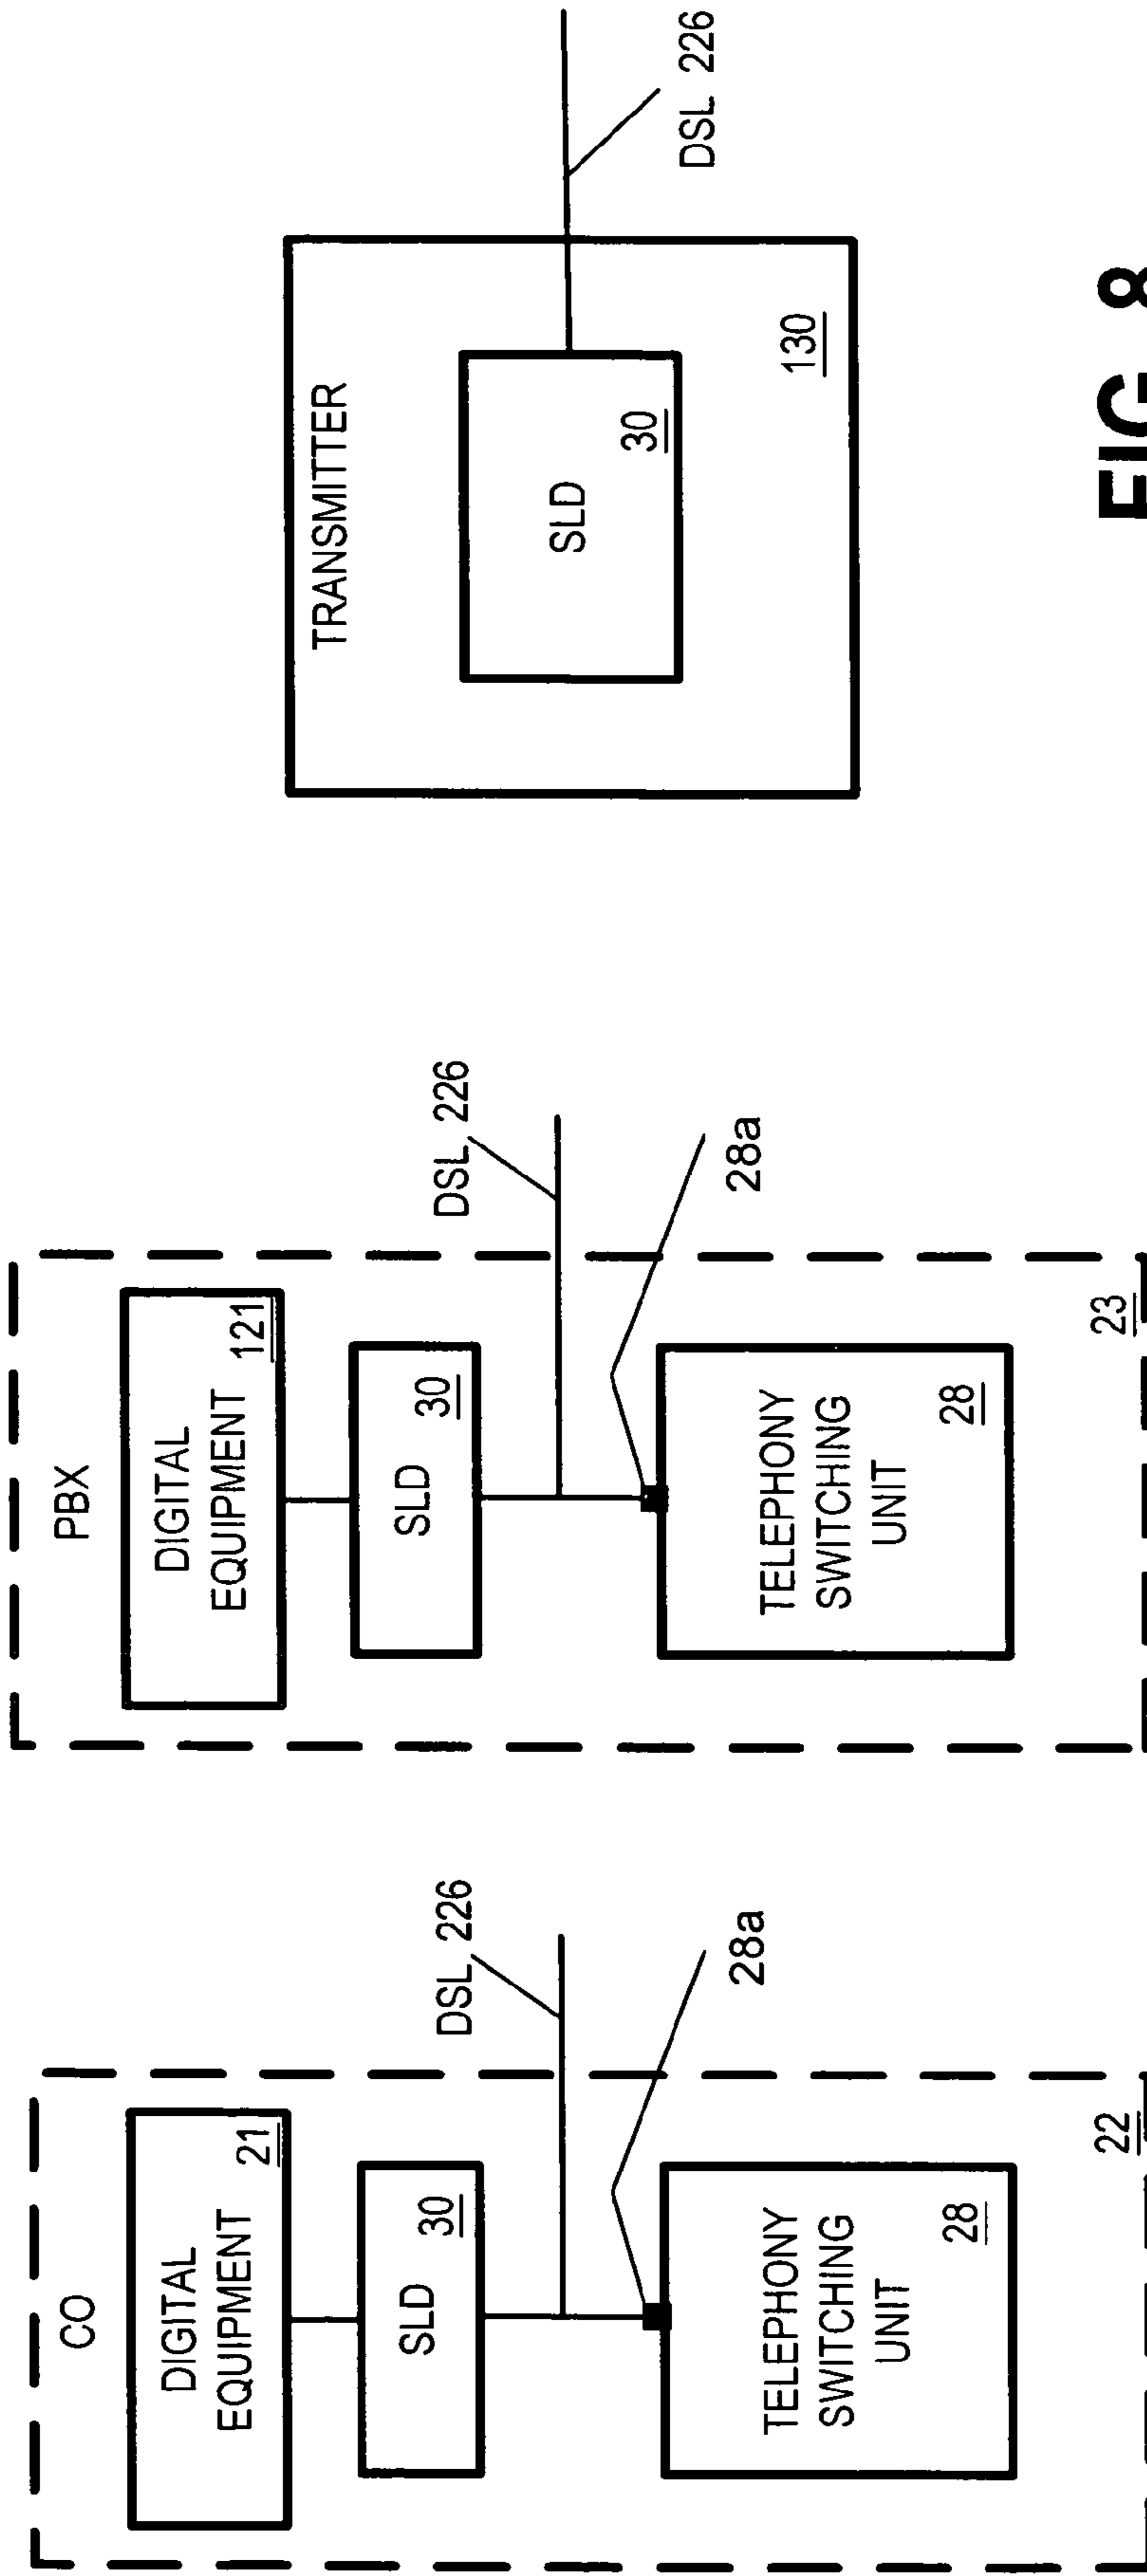 CO
DIGITAL
EQUIPMENT
21
SLD
30
DSL 226
28a
TELEPHONY
SWITCHING
UNIT
28
22
PBX
DIGITAL
EQUIPMENT
121
SLD
30
DSL 226
28a
TELEPHONY
SWITCHING
UNIT
28
23
TRANSMITTER
SLD
30
130
DSL 226
FIG 8